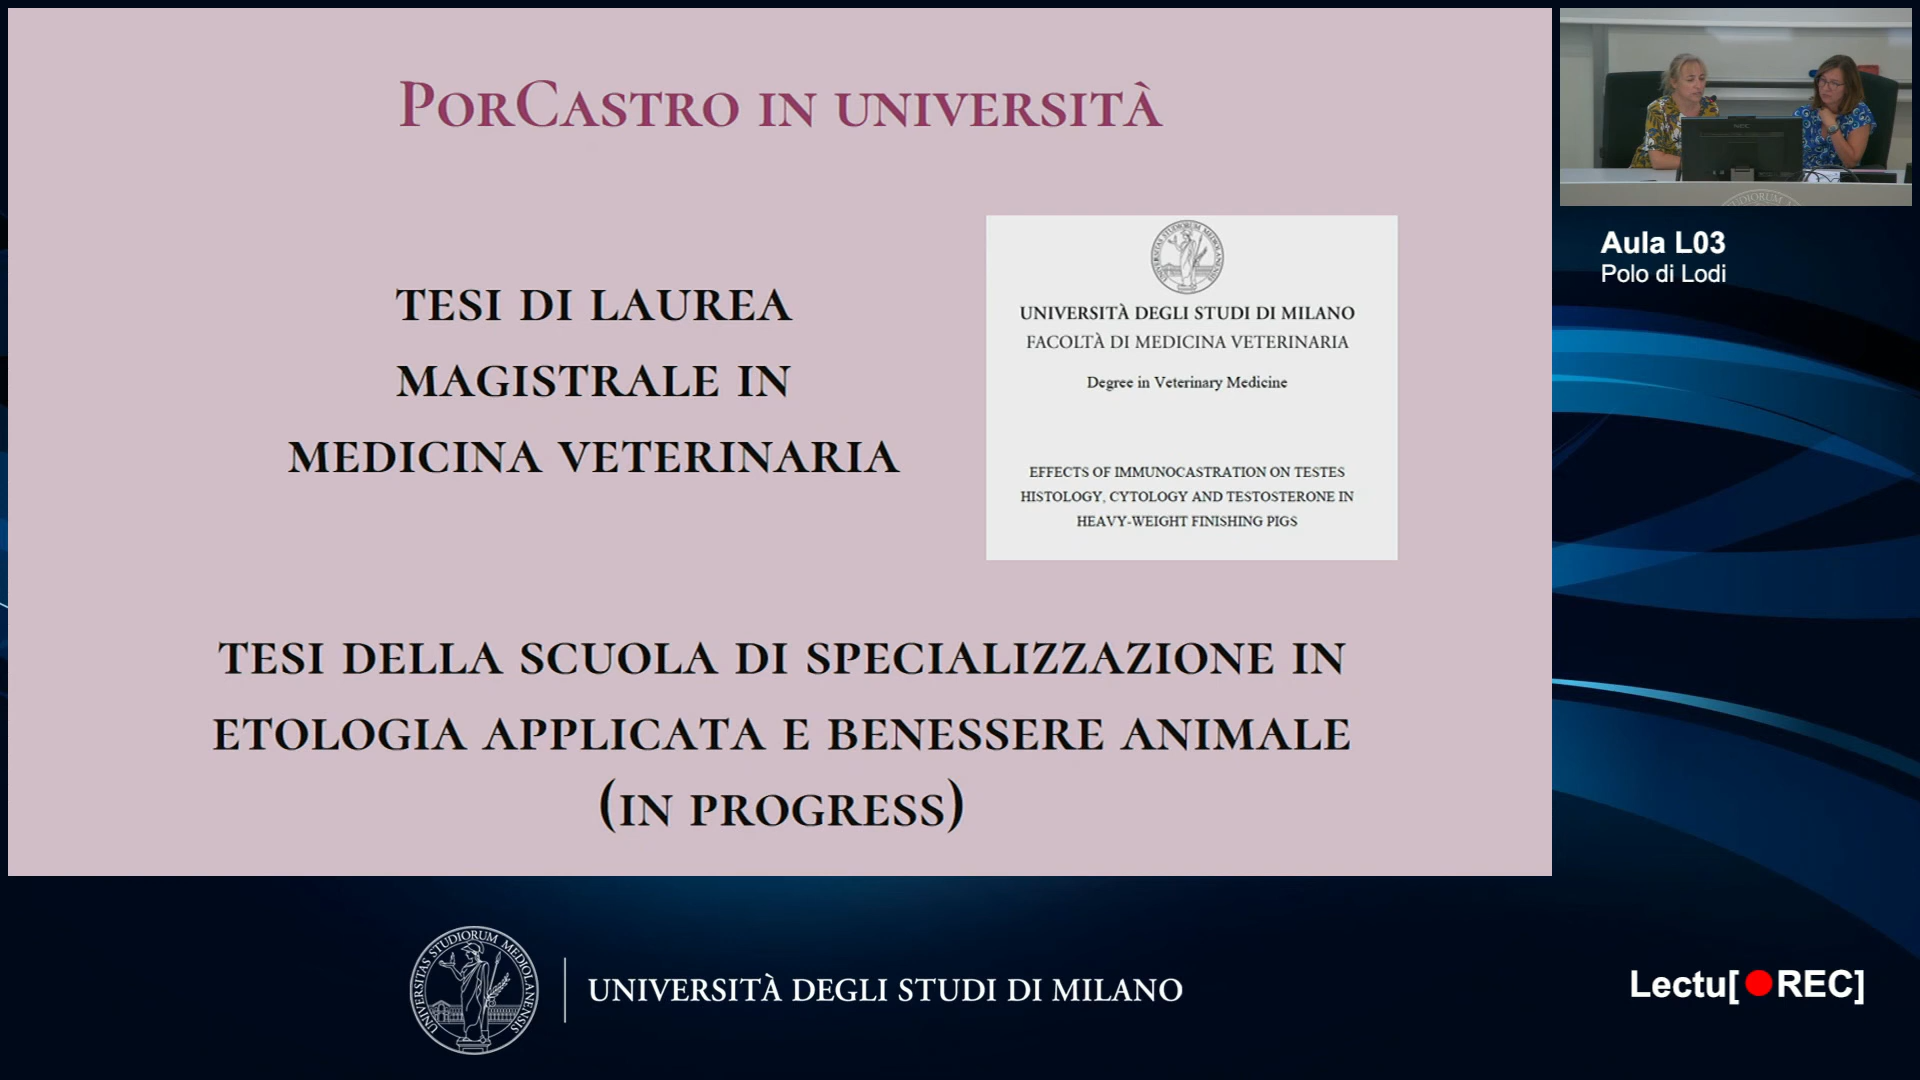 PorCastro in università
tesi di laurea
magistrale in
medicina veterinaria
UNIVERSITÀ DEGLI STUDI DI MILANO
FACOLTÀ DI MEDICINA VETERINARIA
Degree in Veterinary Medicine
EFFECTS OF IMMUNOCASTRATION ON TESTES
HISTOLOGY, CYTOLOGY AND TESTOSTERONE IN
HEAVY-WEIGHT FINISHING PIGS
tesi della scuola di specializzazione in
etologia applicata e benessere animale
(in progress)
Aula L03
Polo di Lodi
UNIVERSITAS STUDIORUM MEDIOLANENSIS
UNIVERSITÀ DEGLI STUDI DI MILANO
Lectu[REC]